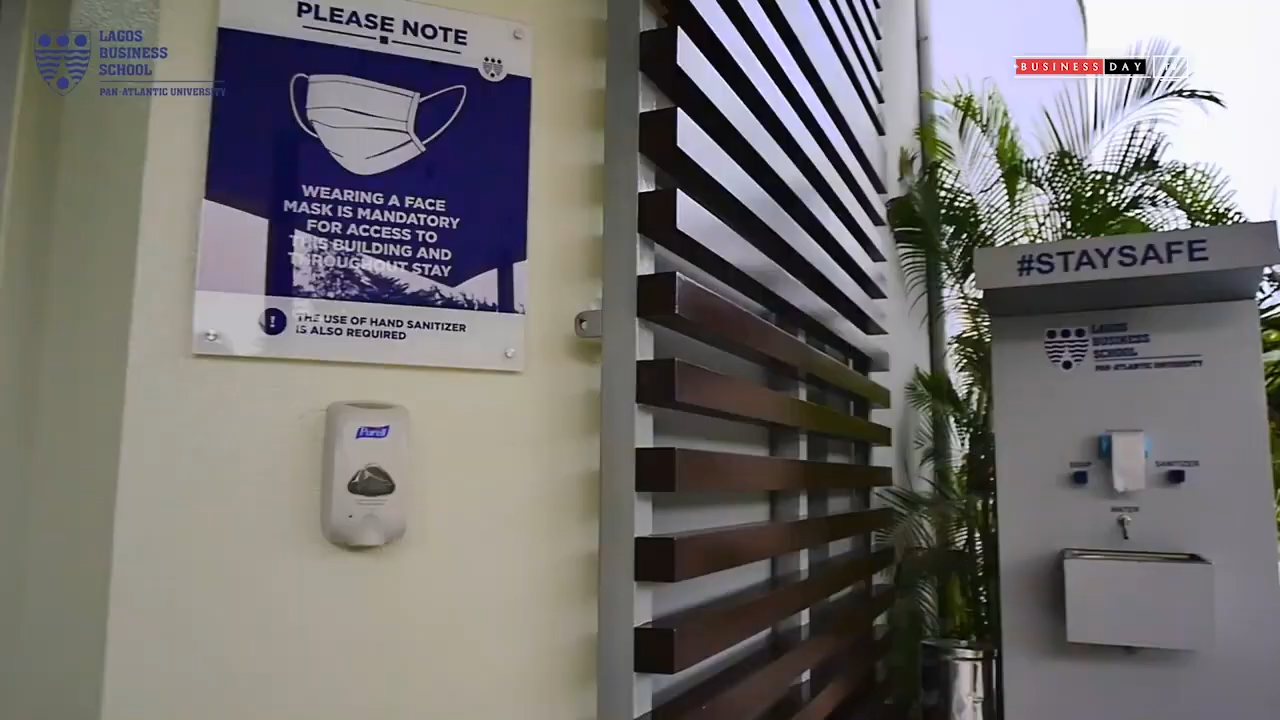 LAGOS
BUSINESS
SCHOOL
PAN-ATLANTIC UNIVERSITY
PLEASE NOTE
WEARING A FACE
MASK IS MANDATORY
FOR ACCESS TO
THIS BUILDING AND
THROUGHOUT STAY
! THE USE OF HAND SANITIZER
IS ALSO REQUIRED
Purell
BUSINESS DAY
#STAYSAFE
LAGOS
BUSINESS
SCHOOL
PAN-ATLANTIC UNIVERSITY
SOAP
SANITIZER
WATER